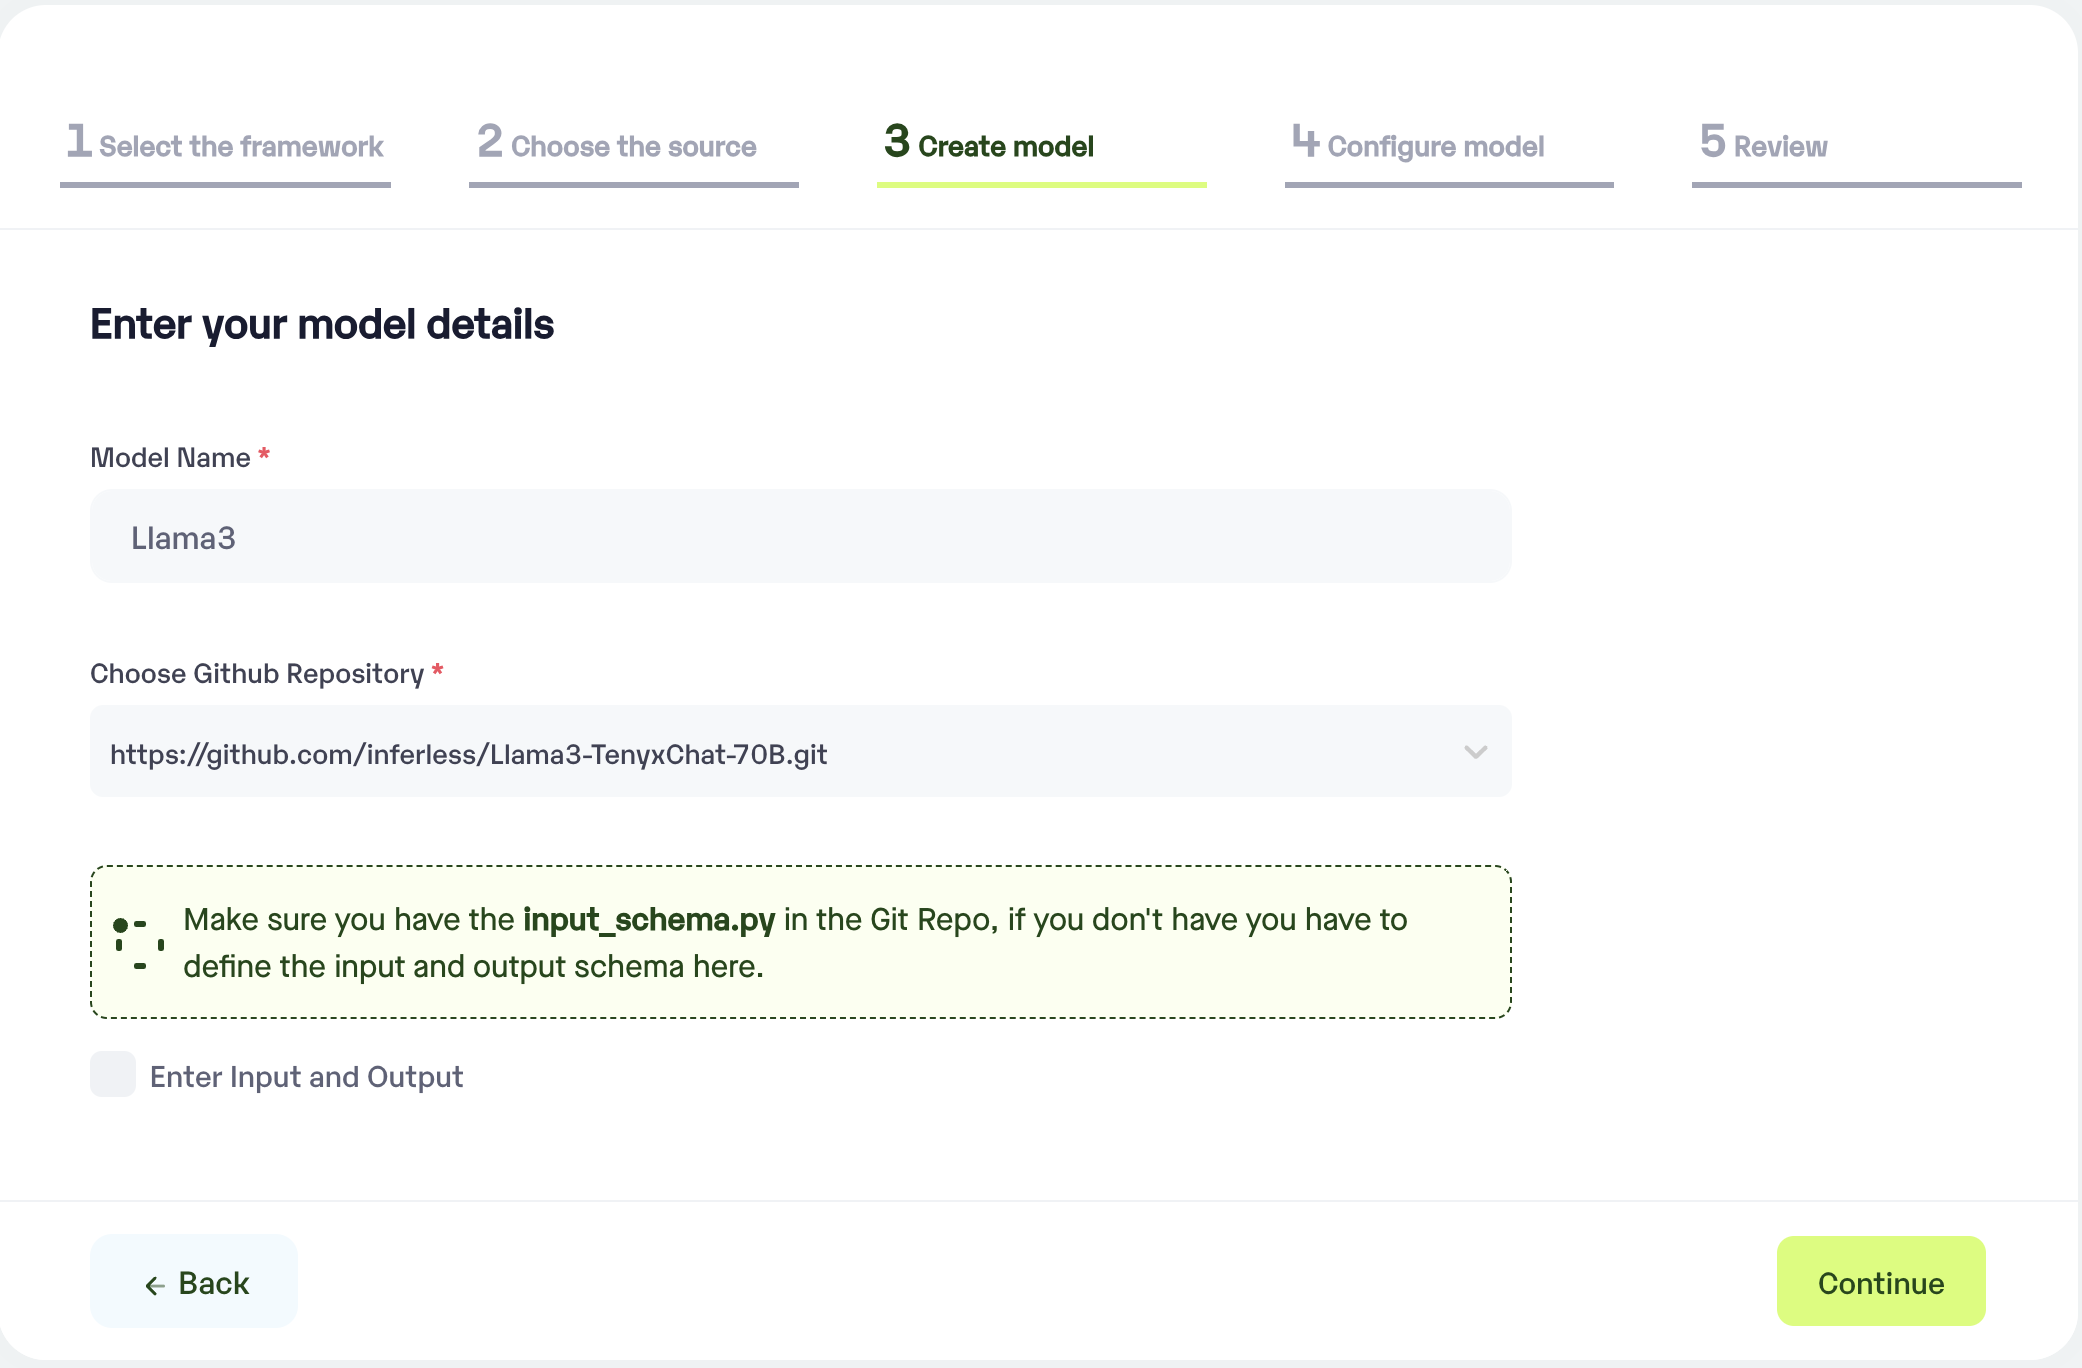 1 Select the framework
2 Choose the source
3 Create model
4 Configure model
5 Review
Enter your model details
Model Name *
Llama3
Choose Github Repository *
https://github.com/inferless/Llama3-TenyxChat-70B.git
Make sure you have the input_schema.py in the Git Repo, if you don't have you have to
define the input and output schema here.
Enter Input and Output
← Back
Continue